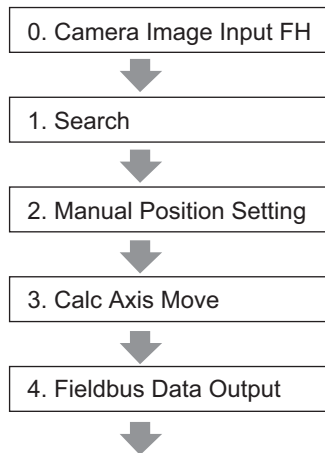 0. Camera Image Input FH
1. Search
2. Manual Position Setting
3. Calc Axis Move
4. Fieldbus Data Output